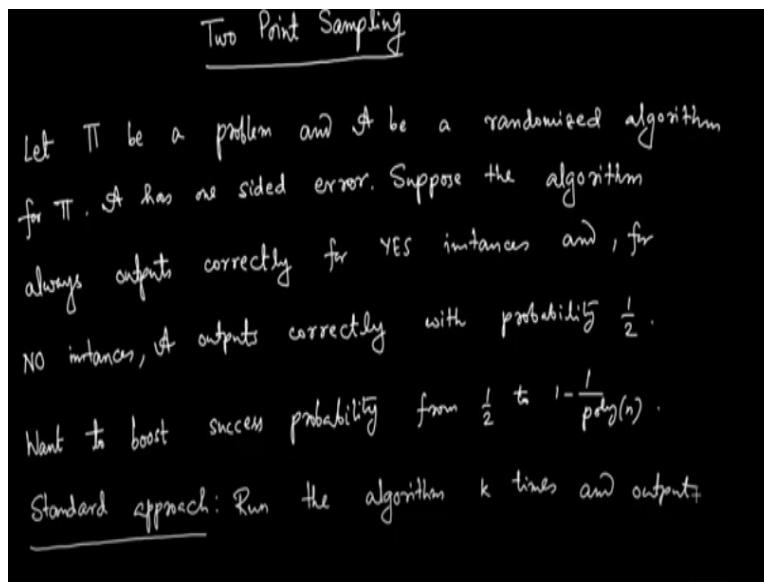 Two Point Sampling
Let Π be a problem and A be a randomized algorithm
for Π. A has one sided error. Suppose the algorithm
always outputs correctly for YES instances and, for
NO instances, A outputs correctly with probability 1/2.
Want to boost success probability from 1/2 to 1 - 1/poly(n).
Standard approach: Run the algorithm k times and output